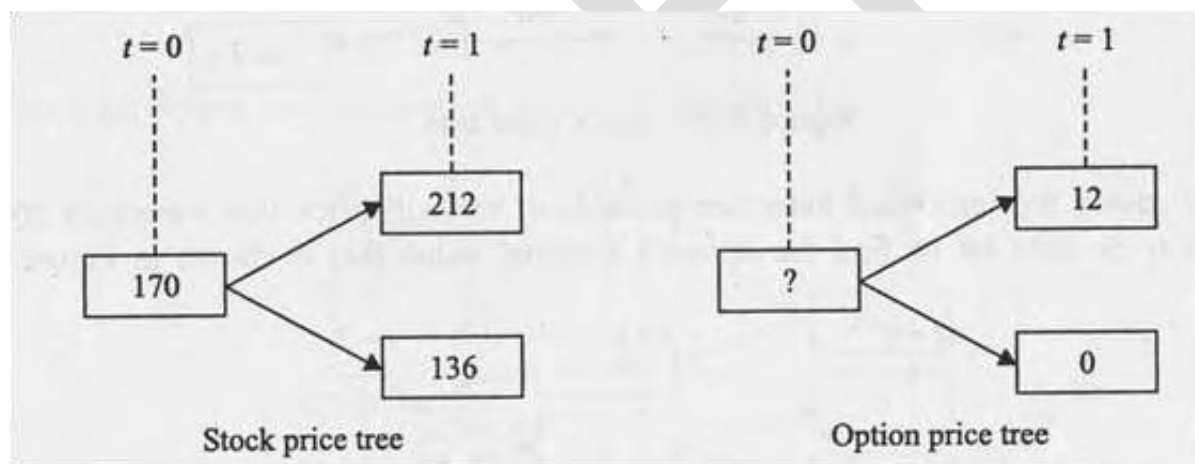 t = 0 t = 1 t = 0 t = 1
212 12
170 ?
136 0
Stock price tree Option price tree